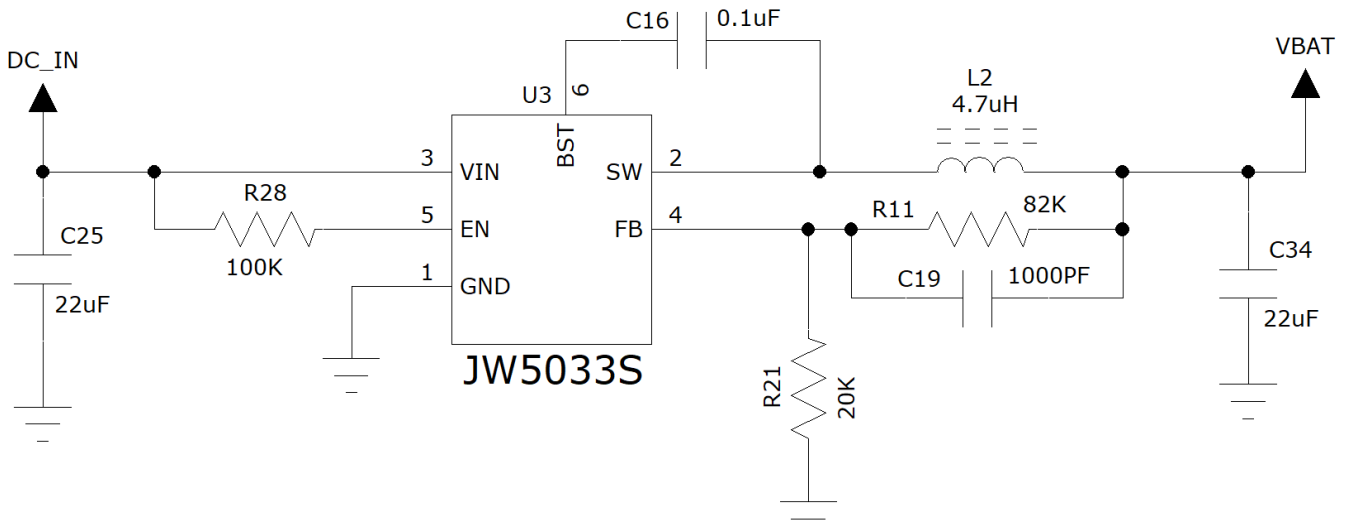 C16
0.1uF
DC_IN
VBAT
L2
4.7uH
U3
6
BST
3
VIN
SW
2
R28
5
EN
FB
4
R11
82K
C25
100K
1
GND
C19
1000PF
C34
22uF
22uF
JW5033S
R21
20K